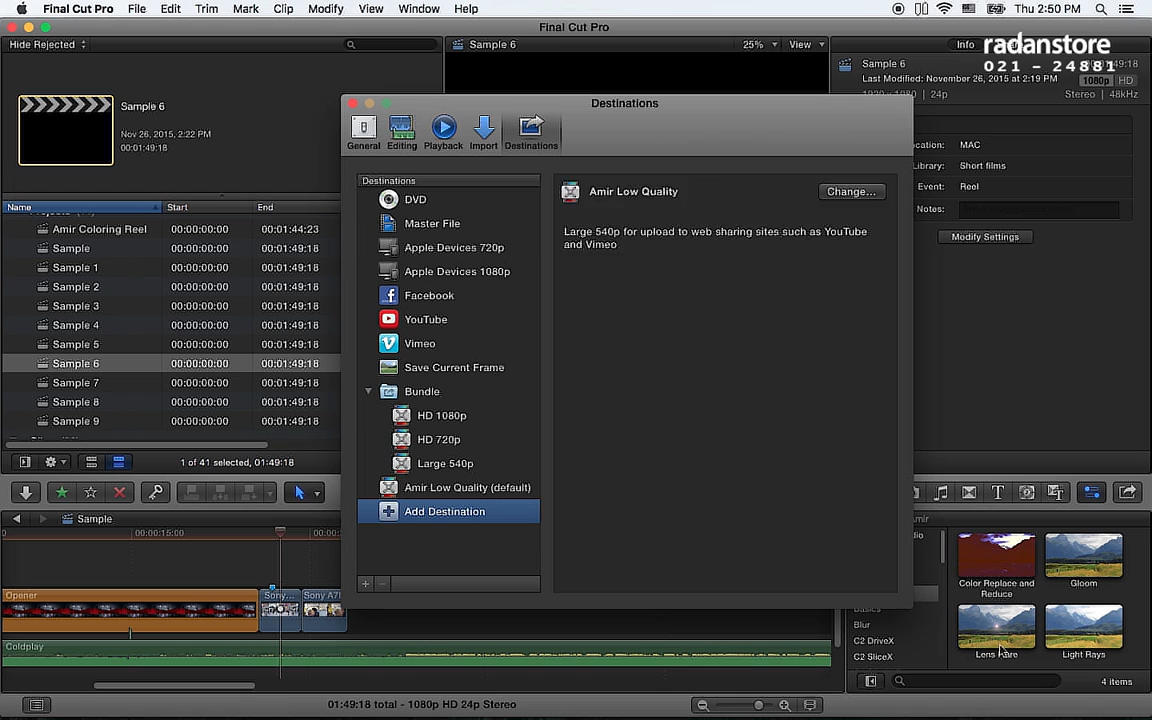 Final Cut Pro File Edit Trim Mark Clip Modify View Window Help
Thu 2:50 PM
Final Cut Pro
Hide Rejected
Sample 6
25%
View
Info
radanstore
021 - 24881
Sample 6
Nov 26, 2015, 2:22 PM
00:01:49:18
Sample 6
Last Modified: November 26, 2015 at 2:19 PM
1080p HD
24p
Stereo | 48kHz
Destinations
General Editing Playback Import Destinations
cation: MAC
Library: Short films
Event: Reel
Notes:
Modify Settings
Name Start End
Amir Coloring Reel 00:00:00:00 00:01:44:23
Sample 00:00:00:00 00:01:49:18
Sample 1 00:00:00:00 00:01:49:18
Sample 2 00:00:00:00 00:01:49:18
Sample 3 00:00:00:00 00:01:49:18
Sample 4 00:00:00:00 00:01:49:18
Sample 5 00:00:00:00 00:01:49:18
Sample 6 00:00:00:00 00:01:49:18
Sample 7 00:00:00:00 00:01:49:18
Sample 8 00:00:00:00 00:01:49:18
Sample 9 00:00:00:00 00:01:49:18
1 of 41 selected, 01:49:18
Destinations
DVD
Master File
Apple Devices 720p
Apple Devices 1080p
Facebook
YouTube
Vimeo
Save Current Frame
Bundle
HD 1080p
HD 720p
Large 540p
Amir Low Quality (default)
Add Destination
Amir Low Quality
Change...
Large 540p for upload to web sharing sites such as YouTube
and Vimeo
Sample
00:00:15:00
Opener
Sony...
Sony A7
Coldplay
Basics
Blur
C2 DriveX
C2 SliceX
Color Replace and
Reduce
Gloom
Lens Flare
Light Rays
4 items
01:49:18 total - 1080p HD 24p Stereo